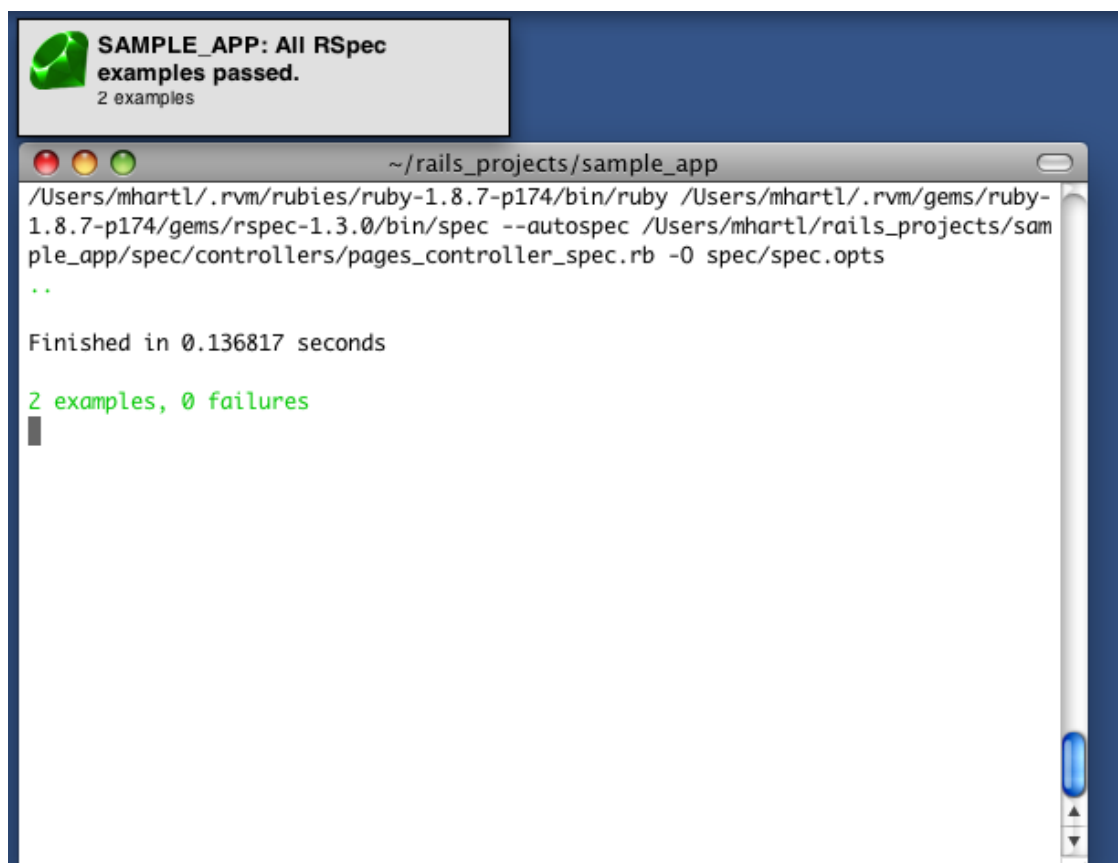 SAMPLE_APP: All RSpec
examples passed.
2 examples
~/rails_projects/sample_app
/Users/mhartl/.rvm/rubies/ruby-1.8.7-p174/bin/ruby /Users/mhartl/.rvm/gems/ruby-
1.8.7-p174/gems/rspec-1.3.0/bin/spec --autospec /Users/mhartl/rails_projects/sam
ple_app/spec/controllers/pages_controller_spec.rb -O spec/spec.opts
..
Finished in 0.136817 seconds
2 examples, 0 failures